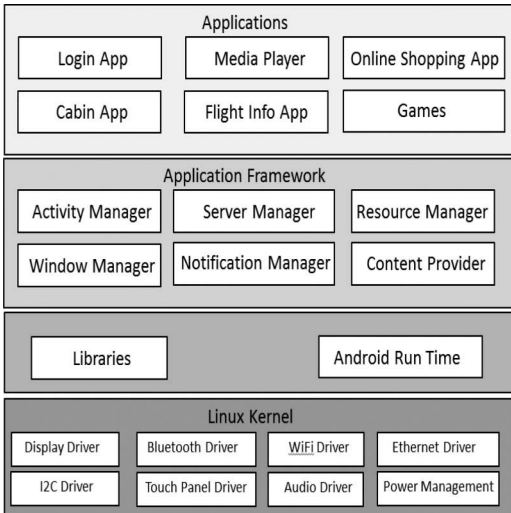 Applications
Login App
Media Player
Online Shopping App
Cabin App
Flight Info App
Games
Application Framework
Activity Manager
Server Manager
Resource Manager
Window Manager
Notification Manager
Content Provider
Libraries
Android Run Time
Linux Kernel
Display Driver
Bluetooth Driver
WiFi Driver
Ethernet Driver
I2C Driver
Touch Panel Driver
Audio Driver
Power Management